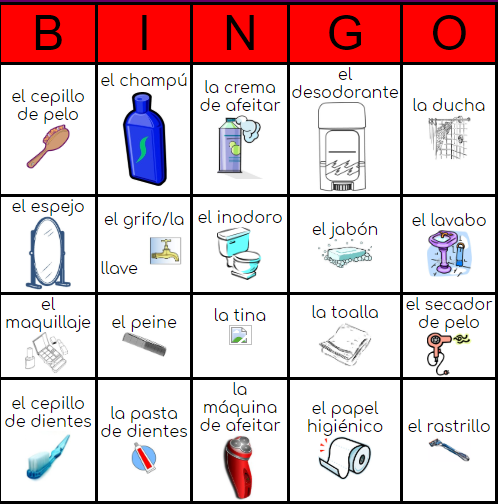 B I N G O
el cepillo
de pelo
el champú
la crema
de afeitar
el
desodorante
la ducha
el espejo
el grifo/la
llave
el inodoro
el jabón
el lavabo
el
maquillaje
el peine
la tina
la toalla
el secador
de pelo
el cepillo
de dientes
la pasta
de dientes
la
máquina
de afeitar
el papel
higiénico
el rastrillo